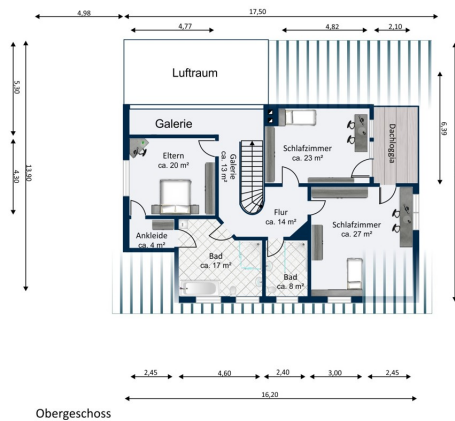 4,98
17,50
4,77
4,82
2,10
5,30
13,90
4,30
6,39
Luftraum
Galerie
Galerie
ca. 13 m²
Eltern
ca. 20 m²
Schlafzimmer
ca. 23 m²
Dachloggia
Flur
ca. 14 m²
Schlafzimmer
ca. 27 m²
Ankleide
ca. 4 m²
Bad
ca. 17 m²
Bad
ca. 8 m²
2,45
4,60
2,40
3,00
2,45
16,20
Obergeschoss